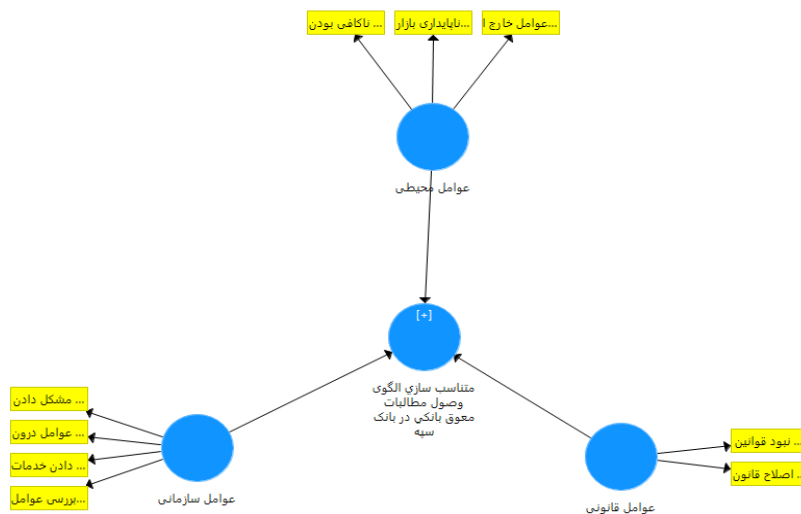 ناکافی بودن ...
ناپایداری بازار...
عوامل خارج ا...
عوامل محیطی
[+]
متناسب سازي الگوی
وصول مطالبات
معوق بانکي در بانک
سپه
مشکل دادن ...
عوامل درون ...
دادن خدمات ...
بررسی عوامل...
عوامل سازمانی
نبود قوانین ...
اصلاح قانون ..
عوامل قانونی